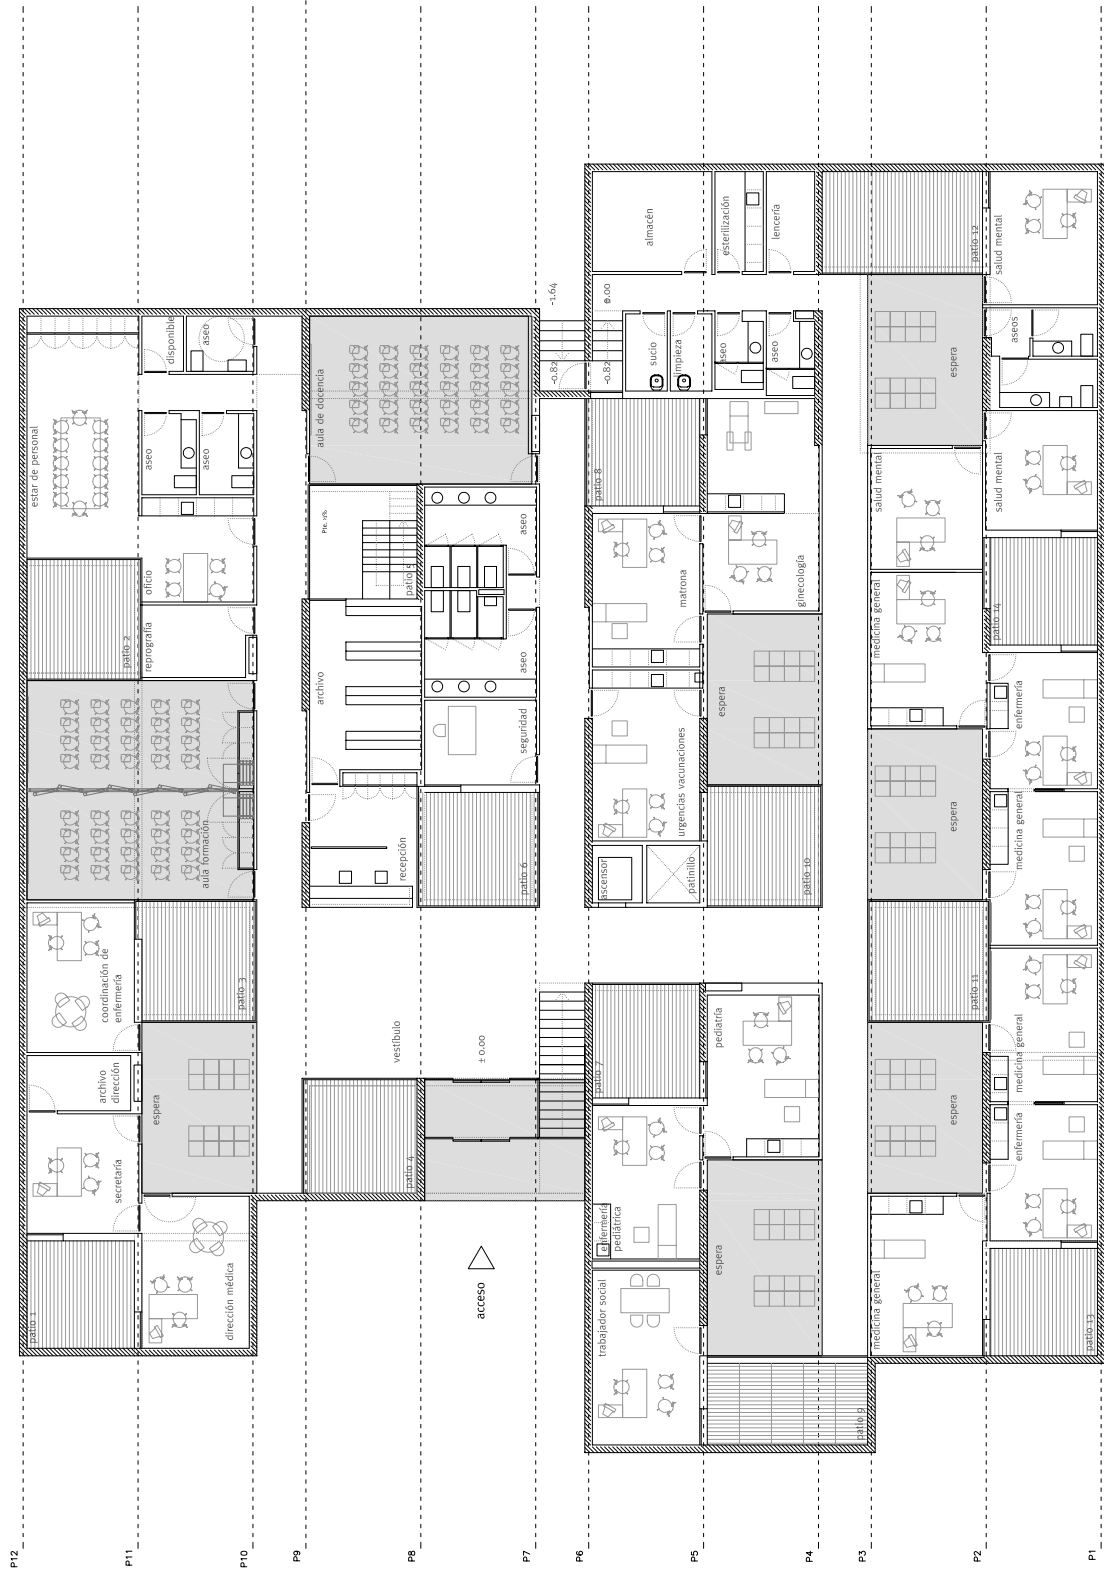 P12
patio 1
secretaría
archivo
dirección
coordinación de
enfermería
patio 2
estar de personal
P11
dirección médica
espera
patio 3
aula formación
reprografía
oficio
aseo
aseo
disponible
aseo
P10
P9
patio 4
vestíbulo
recepción
archivo
patio 5
Pte. x%
aula de docencia
P8
acceso
± 0.00
patio 6
seguridad
aseo
aseo
P7
-1.64
-0.82
P6
trabajador social
enfermería
pediátrica
patio 7
ascensor
patinillo
urgencias vacunaciones
matrona
patio 8
-0.82
±0.00
sucio
limpieza
almacén
P5
patio 9
espera
pediatría
patio 10
espera
ginecología
aseo
aseo
esterilización
lencería
P4
P3
medicina general
espera
patio 11
espera
medicina general
salud mental
espera
patio 12
P2
patio 13
enfermería
medicina general
medicina general
enfermería
patio 14
salud mental
aseos
salud mental
P1